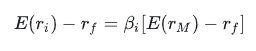 E(r_i) − r_f = β_i[E(r_M) − r_f]